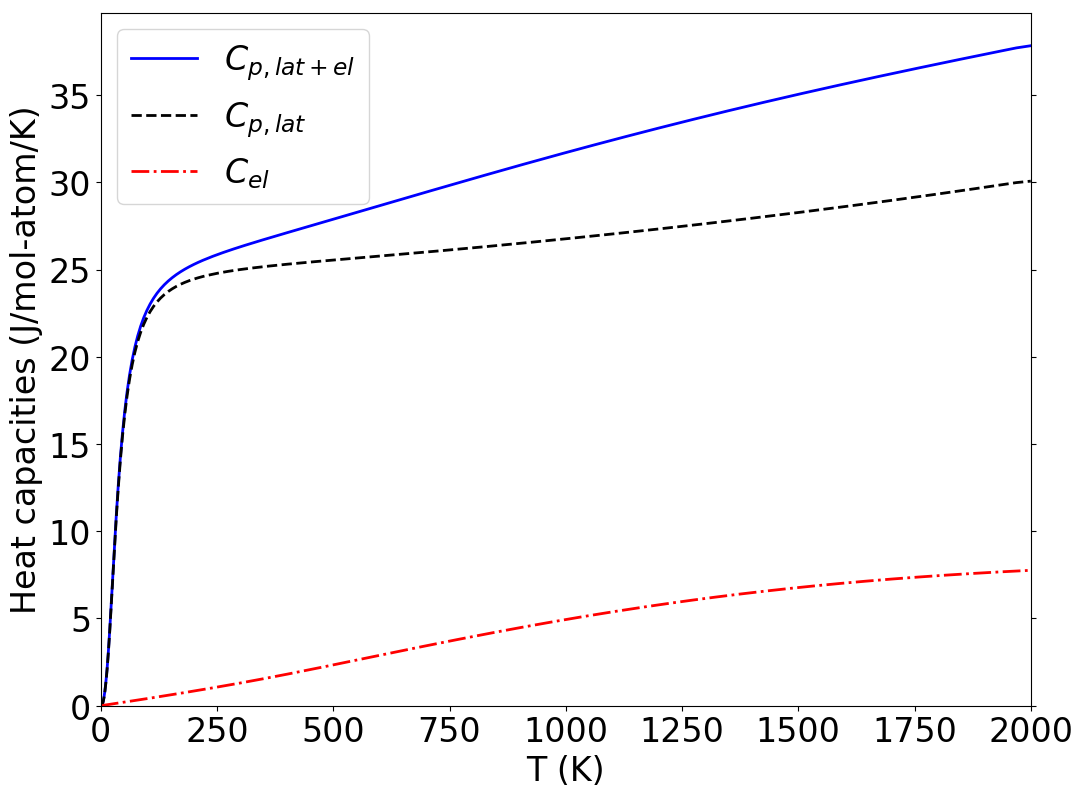 Heat capacities (J/mol-atom/K)
35
30
25
20
15
10
5
0
C_{p, lat+el}
C_{p, lat}
C_{el}
0 250 500 750 1000 1250 1500 1750 2000
T (K)